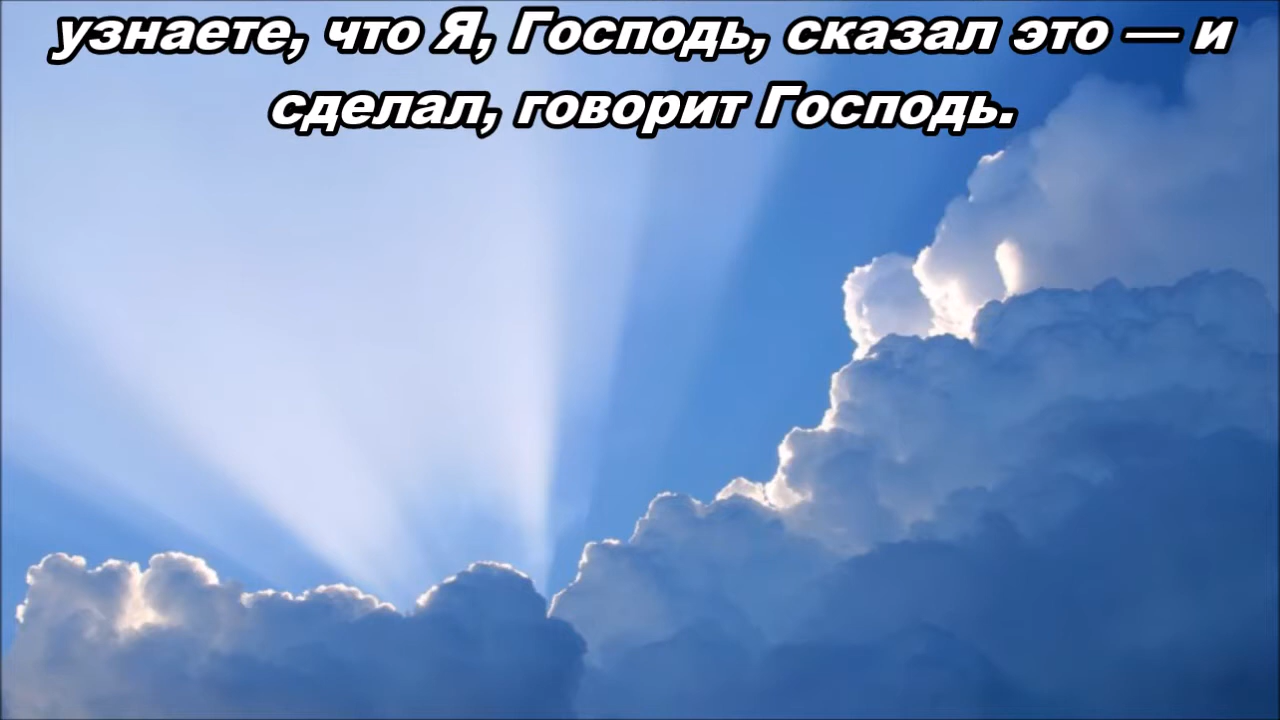 узнаете, что Я, Господь, сказал это — и
сделал, говорит Господь.